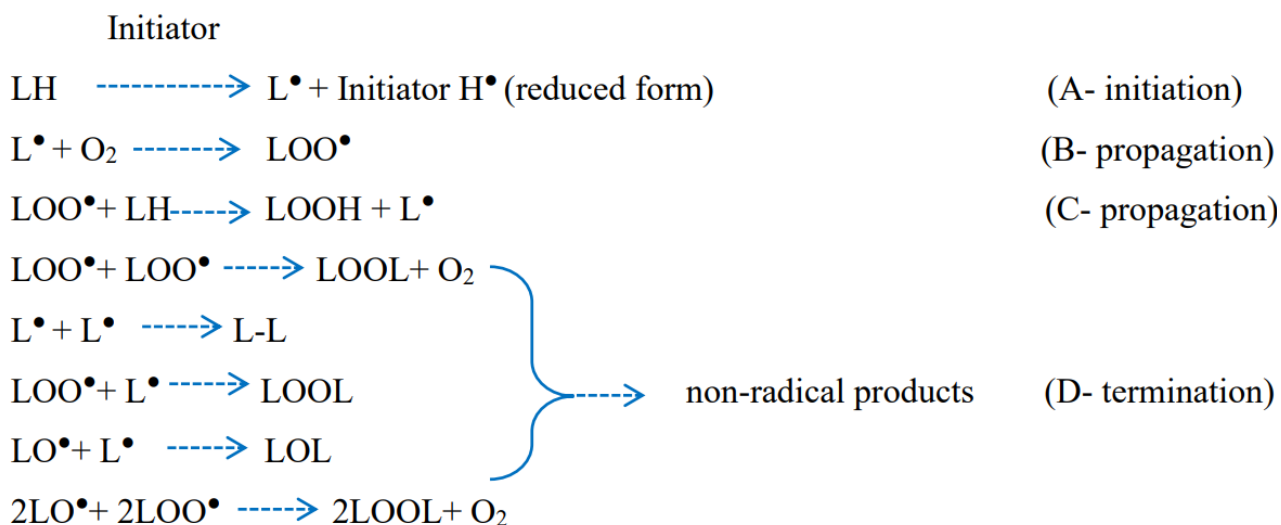 Initiator
LH L• + Initiator H• (reduced form) (A- initiation)
L• + O₂ LOO• (B- propagation)
LOO•+ LH LOOH + L• (C- propagation)
LOO•+ LOO• LOOL+ O₂
L• + L• L-L
LOO•+ L• LOOL non-radical products (D- termination)
LO•+ L• LOL
2LO•+ 2LOO• 2LOOL+ O₂